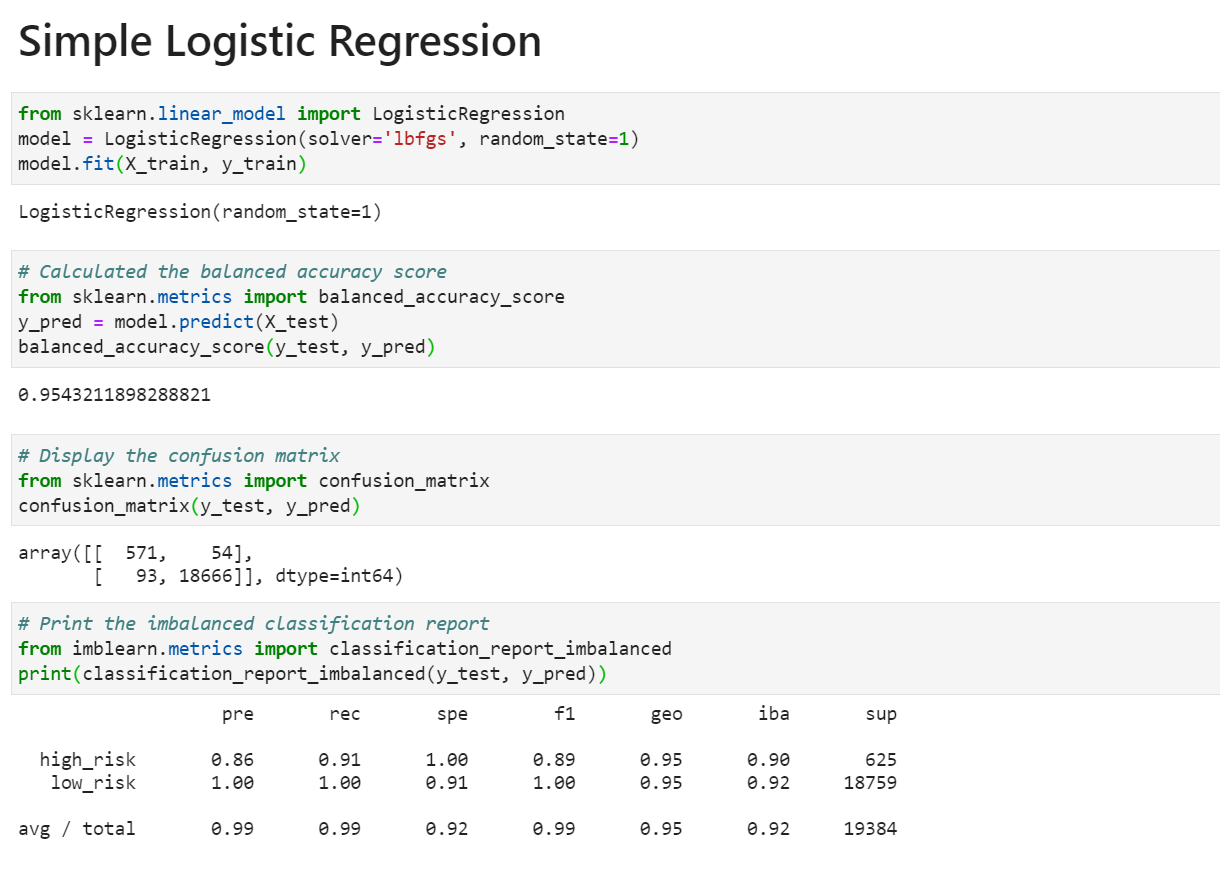 Simple Logistic Regression
from sklearn.linear_model import LogisticRegression
model = LogisticRegression(solver='lbfgs', random_state=1)
model.fit(X_train, y_train)
LogisticRegression(random_state=1)
# Calculated the balanced accuracy score
from sklearn.metrics import balanced_accuracy_score
y_pred = model.predict(X_test)
balanced_accuracy_score(y_test, y_pred)
0.9543211898288821
# Display the confusion matrix
from sklearn.metrics import confusion_matrix
confusion_matrix(y_test, y_pred)
array([[  571,    54],
       [   93, 18666]], dtype=int64)
# Print the imbalanced classification report
from imblearn.metrics import classification_report_imbalanced
print(classification_report_imbalanced(y_test, y_pred))
                   pre       rec       spe        f1       geo       iba       sup
  high_risk       0.86      0.91      1.00      0.89      0.95      0.90       625
   low_risk       1.00      1.00      0.91      1.00      0.95      0.92     18759
avg / total       0.99      0.99      0.92      0.99      0.95      0.92     19384